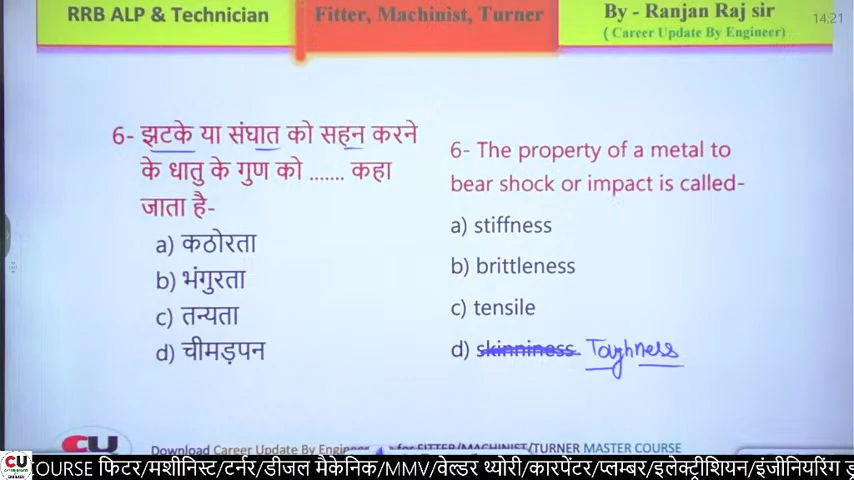 RRB ALP & Technician
Fitter, Machinist, Turner
By - Ranjan Raj sir
( Career Update By Engineer)
14:21
6- झटके या संघात को सहन करने
के धातु के गुण को ....... कहा
जाता है-
a) कठोरता
b) भंगुरता
c) तन्यता
d) चीमड़पन
6- The property of a metal to
bear shock or impact is called-
a) stiffness
b) brittleness
c) tensile
d) skinniness Toughness
CU
Download Career Update By Engineer for FITTER/MACHINIST/TURNER MASTER COURSE
CU
COURSE फिटर/मशीनिस्ट/टर्नर/डीजल मैकेनिक/MMV/वेल्डर थ्योरी/कारपेंटर/प्लम्बर/इलेक्ट्रीशियन/इंजीनियरिंग